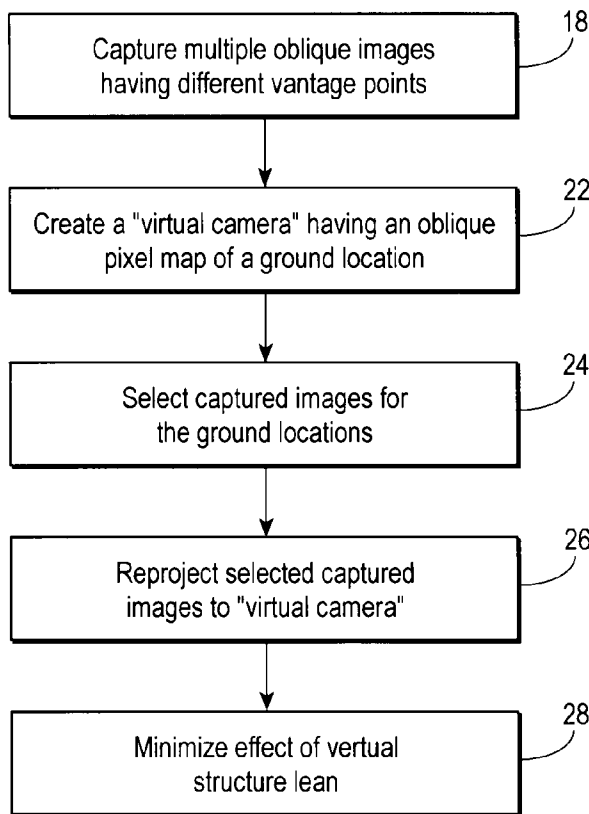 18
Capture multiple oblique images
having different vantage points
22
Create a "virtual camera" having an oblique
pixel map of a ground location
24
Select captured images for
the ground locations
26
Reproject selected captured
images to "virtual camera"
28
Minimize effect of vertual
structure lean